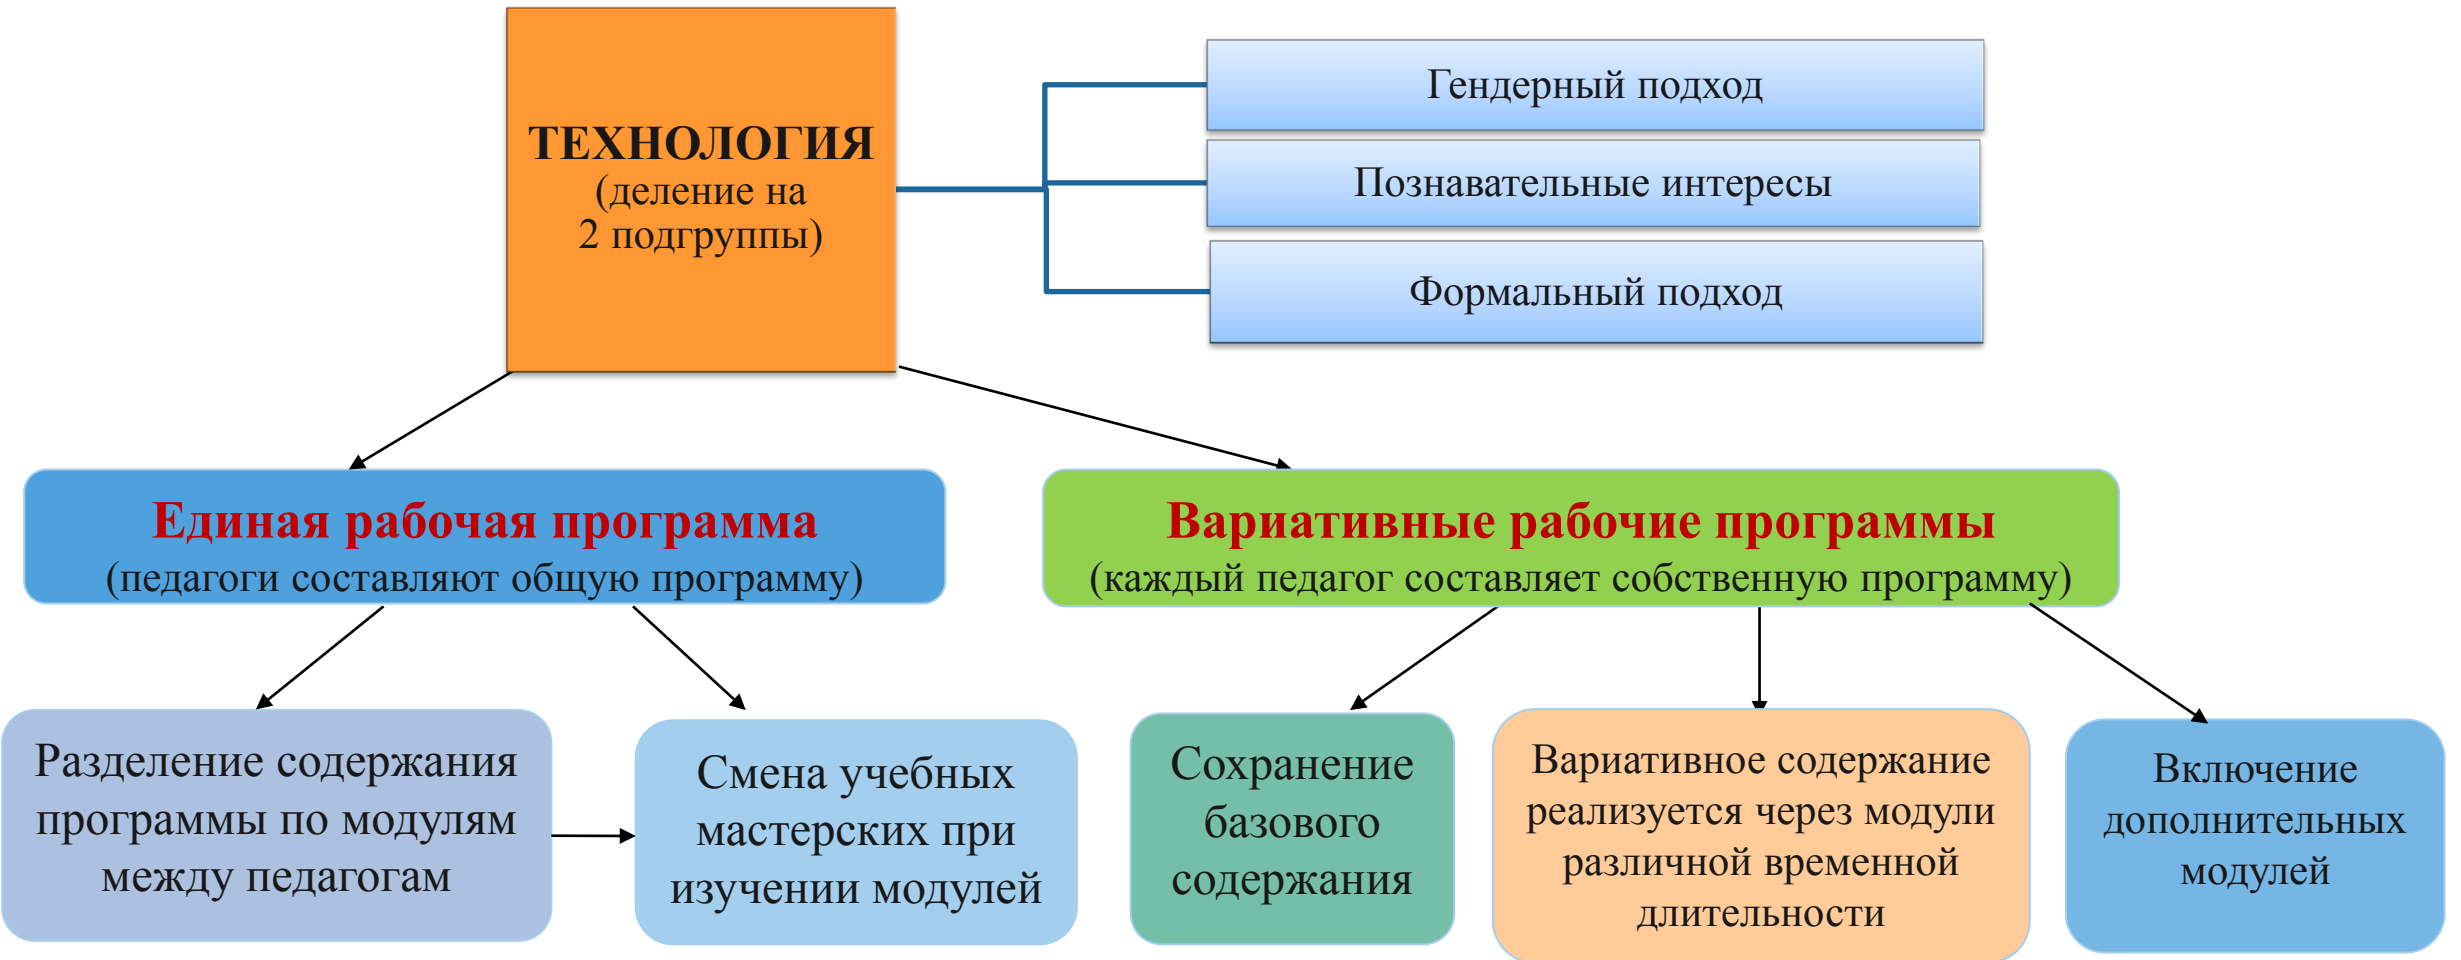 ТЕХНОЛОГИЯ
(деление на
2 подгруппы)
Гендерный подход
Познавательные интересы
Формальный подход
Единая рабочая программа
(педагоги составляют общую программу)
Вариативные рабочие программы
(каждый педагог составляет собственную программу)
Разделение содержания
программы по модулям
между педагогам
Смена учебных
мастерских при
изучении модулей
Сохранение
базового
содержания
Вариативное содержание
реализуется через модули
различной временной
длительности
Включение
дополнительных
модулей